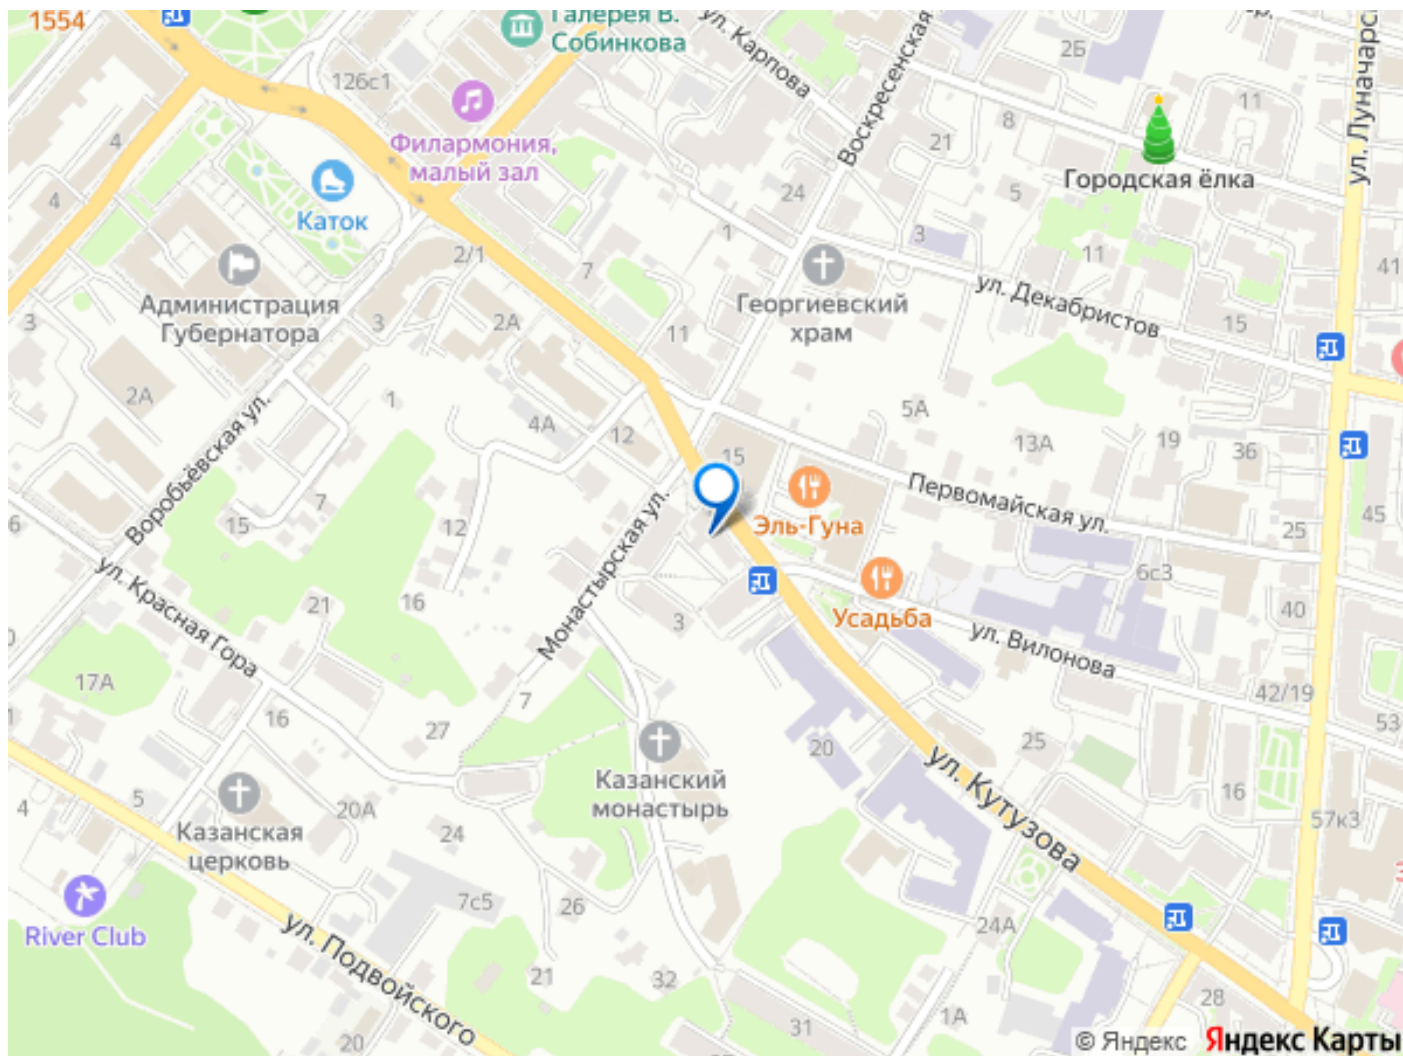 1554
Галерея В.
Собинкова
126с1
ул. Карпова
Воскресенская
2Б
ул. Луначарс
4
Филармония,
малый зал
8
11
21
Городская ёлка
Каток
4
24
5
1
3
2/1
7
11
41
Администрация
Губернатора
Георгиевский
храм
ул. Декабристов
15
3
3
2А
11
2А
1
4А
12
5А
13А
19
36
15
Воробьёвская ул.
7
15
12
Эль-Гуна
Первомайская ул.
25
45
6
ул. Красная Гора
21
16
Монастырская ул.
3
Усадьба
ул. Вилонова
6с3
40
17А
16
27
7
42/19
53
20
25
ул. Кутузова
16
57к3
Казанский
монастырь
4
5
Казанская
церковь
20А
24
7с5
26
River Club
ул. Подвойского
21
32
24А
20
31
1А
28
© Яндекс
Яндекс Карты